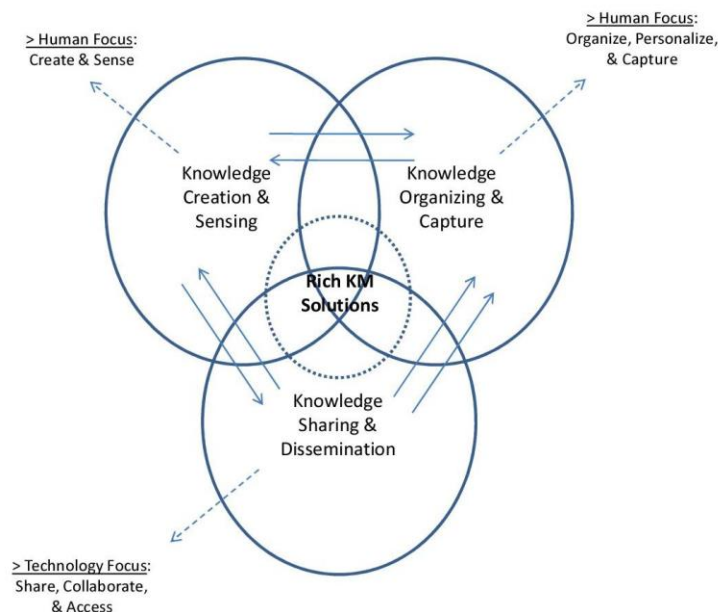 > Human Focus:
Create & Sense
> Human Focus:
Organize, Personalize,
& Capture
Knowledge
Creation &
Sensing
Knowledge
Organizing &
Capture
Rich KM
Solutions
Knowledge
Sharing &
Dissemination
> Technology Focus:
Share, Collaborate,
& Access